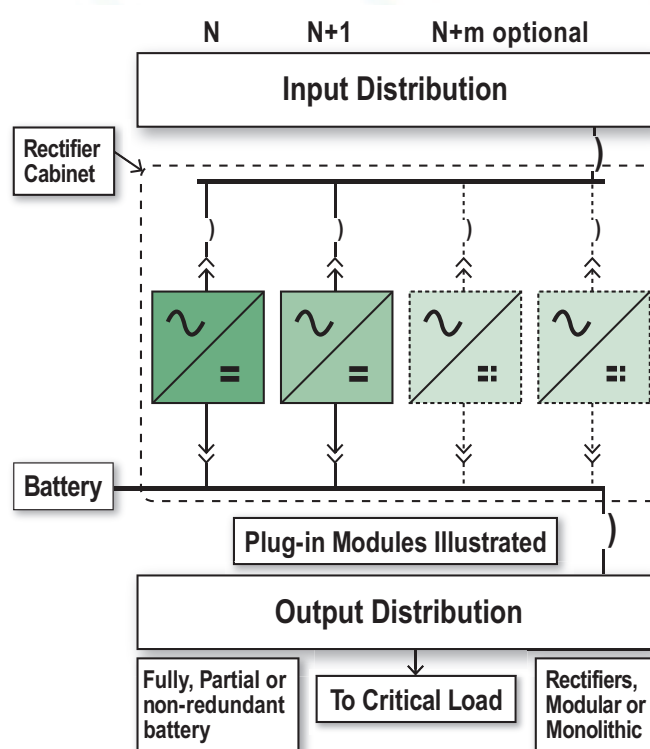 N N+1 N+m optional
Input Distribution
Rectifier
Cabinet
Battery
Plug-in Modules Illustrated
Output Distribution
Fully, Partial or
non-redundant
battery
To Critical Load
Rectifiers,
Modular or
Monolithic